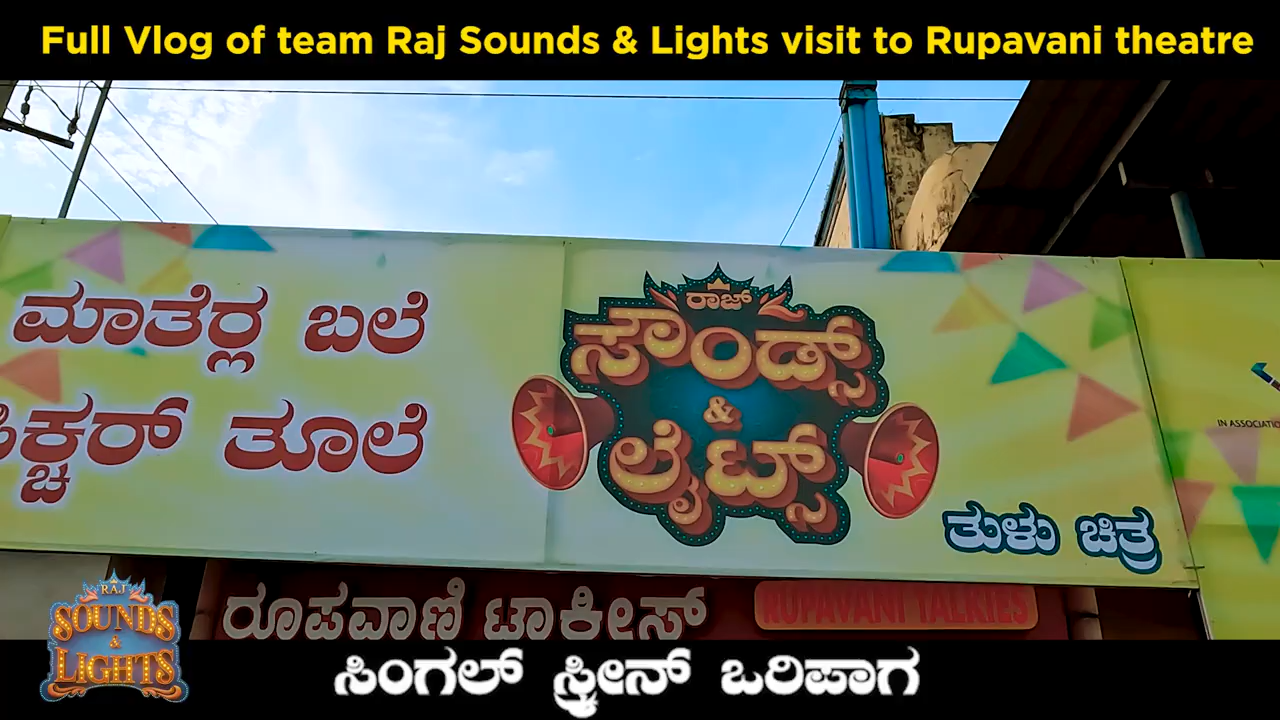 Full Vlog of team Raj Sounds & Lights visit to Rupavani theatre
ಮಾತೆರ್ಲ ಬಲೆ
ಪಿಕ್ಚರ್ ತೂಲೆ
ರಾಜ್
ಸೌಂಡ್ಸ್
&
ಲೈಟ್ಸ್
ತುಳು ಚಿತ್ರ
IN ASSOCIATIO
ರೂಪವಾಣಿ ಟಾಕೀಸ್
RUPAVANI TALKIES
RAJ
SOUNDS
&
LIGHTS
ಸಿಂಗಲ್ ಸ್ಕ್ರೀನ್ ಒರಿಪಾಗ